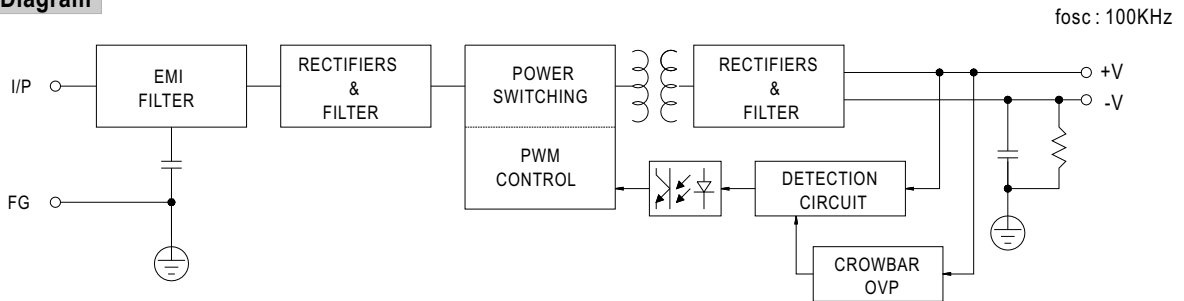 Diagram
fosc : 100KHz
I/P
EMI
FILTER
RECTIFIERS
&
FILTER
POWER
SWITCHING
PWM
CONTROL
RECTIFIERS
&
FILTER
+V
-V
DETECTION
CIRCUIT
CROWBAR
OVP
FG